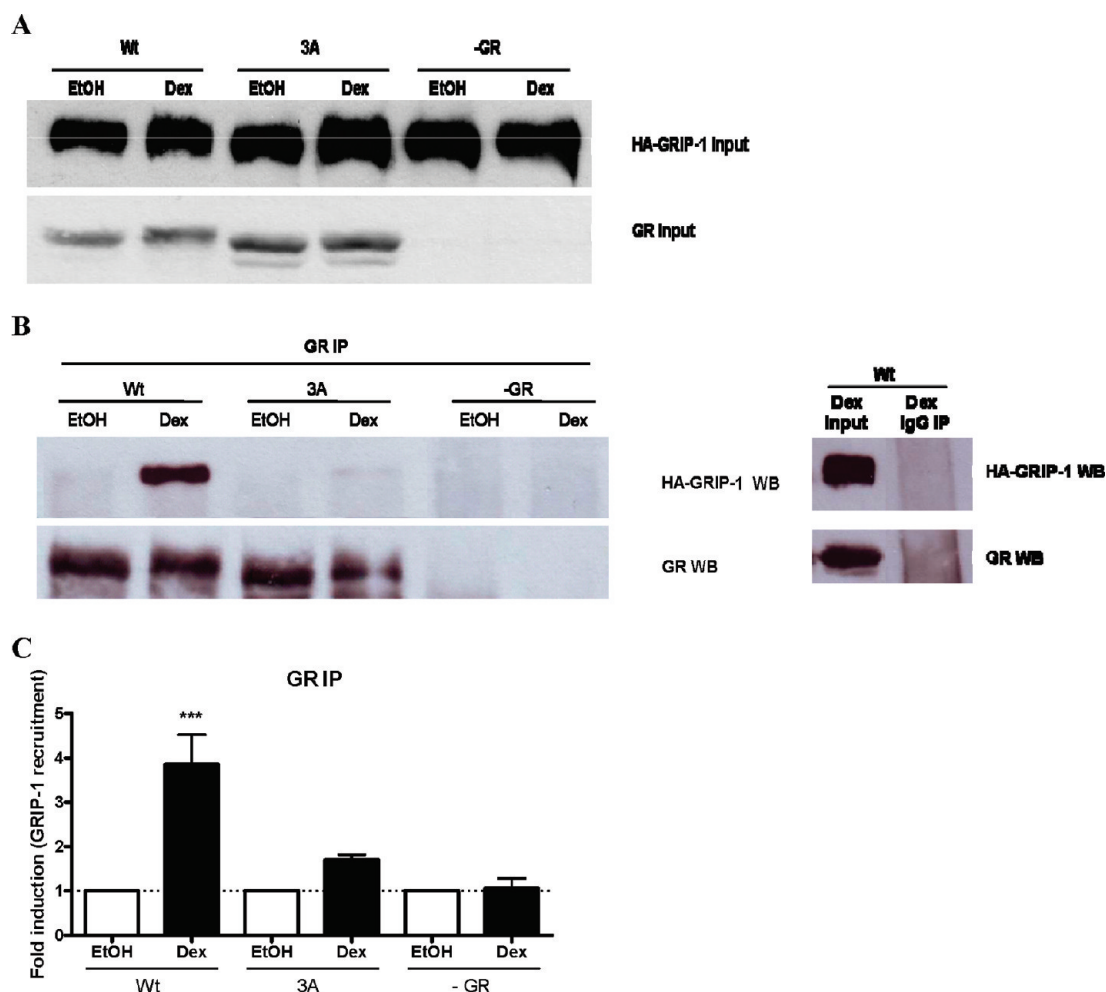 A
Wt 3A -GR
EtOH Dex EtOH Dex EtOH Dex
HA-GRIP-1 Input
GR Input
B
GR IP
Wt 3A -GR
EtOH Dex EtOH Dex EtOH Dex
HA-GRIP-1 WB
GR WB
Wt
Dex Dex
Input IgG IP
HA-GRIP-1 WB
GR WB
C
GR IP
Fold induction (GRIP-1 recruitment)
5
4
3
2
1
0
***
EtOH Dex EtOH Dex EtOH Dex
Wt 3A - GR